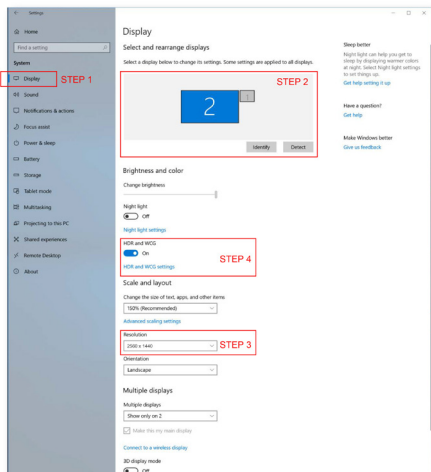 Settings
Home
Find a setting
System
Display
STEP 1
Sound
Notifications & actions
Focus assist
Power & sleep
Battery
Storage
Tablet mode
Multitasking
Projecting to this PC
Shared experiences
Remote Desktop
About
Display
Select and rearrange displays
Select a display below to change its settings. Some settings are applied to all displays.
STEP 2
2
1
Identify
Detect
Brightness and color
Change brightness
Night light
Off
Night light settings
HDR and WCG
On
STEP 4
HDR and WCG settings
Scale and layout
Change the size of text, apps, and other items
150% (Recommended)
Advanced scaling settings
Resolution
2560 x 1440
STEP 3
Orientation
Landscape
Multiple displays
Multiple displays
Show only on 2
Make this my main display
Connect to a wireless display
3D display mode
Off
Sleep better
Night light can help you get to
sleep by displaying warmer colors
at night. Select Night light settings
to set things up.
Get help setting it up
Have a question?
Get help
Make Windows better
Give us feedback